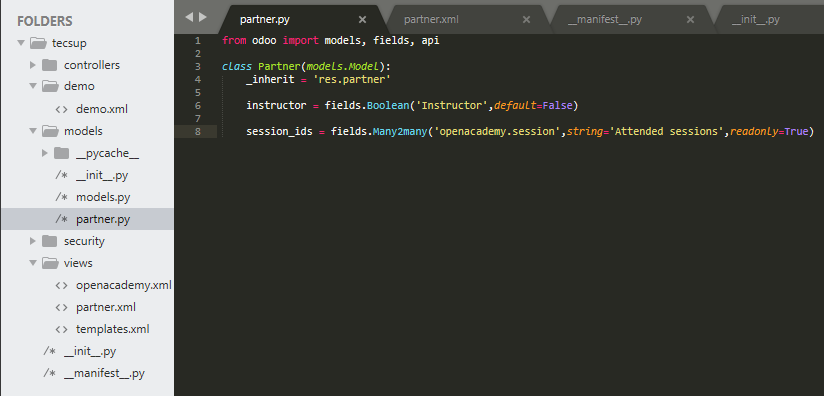 FOLDERS
tecsup
controllers
demo
<> demo.xml
models
__pycache__
/* __init__.py
/* models.py
/* partner.py
security
views
<> openacademy.xml
<> partner.xml
<> templates.xml
/* __init__.py
/* __manifest__.py
partner.py × partner.xml × __manifest__.py × __init__.py
1 from odoo import models, fields, api
2
3 class Partner(models.Model):
4 _inherit = 'res.partner'
5
6 instructor = fields.Boolean('Instructor',default=False)
7
8 session_ids = fields.Many2many('openacademy.session',string='Attended sessions',readonly=True)